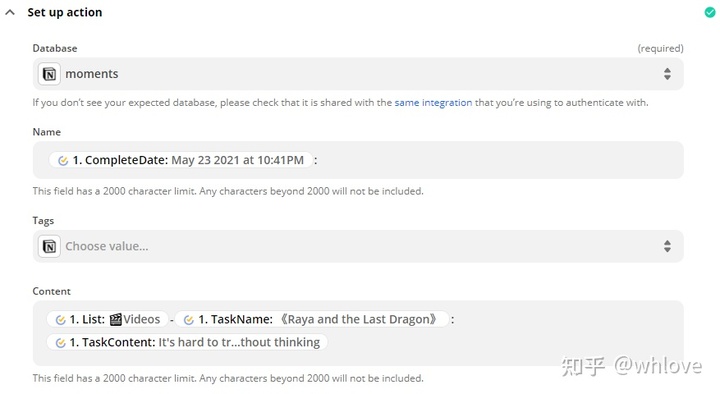 Set up action
Database (required)
moments
If you don't see your expected database, please check that it is shared with the same integration that you're using to authenticate with.
Name
1. CompleteDate: May 23 2021 at 10:41PM :
This field has a 2000 character limit. Any characters beyond 2000 will not be included.
Tags
Choose value...
Content
1. List: 🎬Videos - 1. TaskName: 《Raya and the Last Dragon》 :
1. TaskContent: It's hard to tr...thout thinking
This field has a 2000 character limit. Any characters beyond 2000 will not be included.
知乎 @whlove